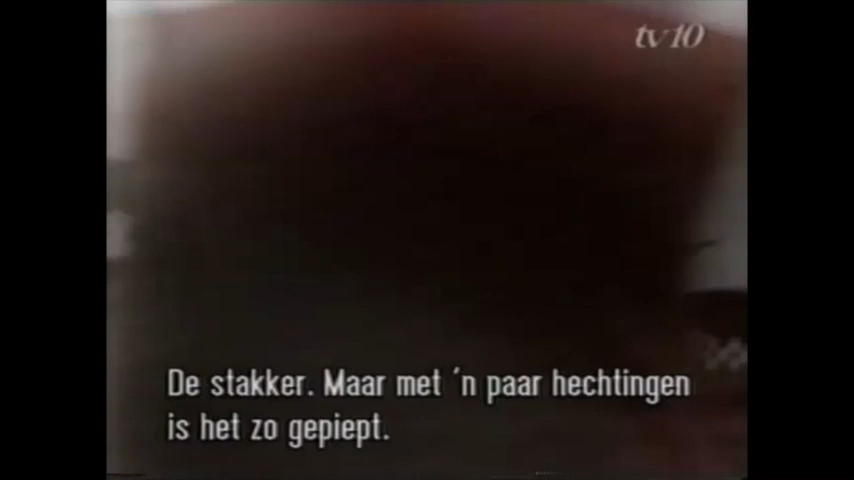 tv10
De stakker. Maar met 'n paar hechtingen
is het zo gepiept.